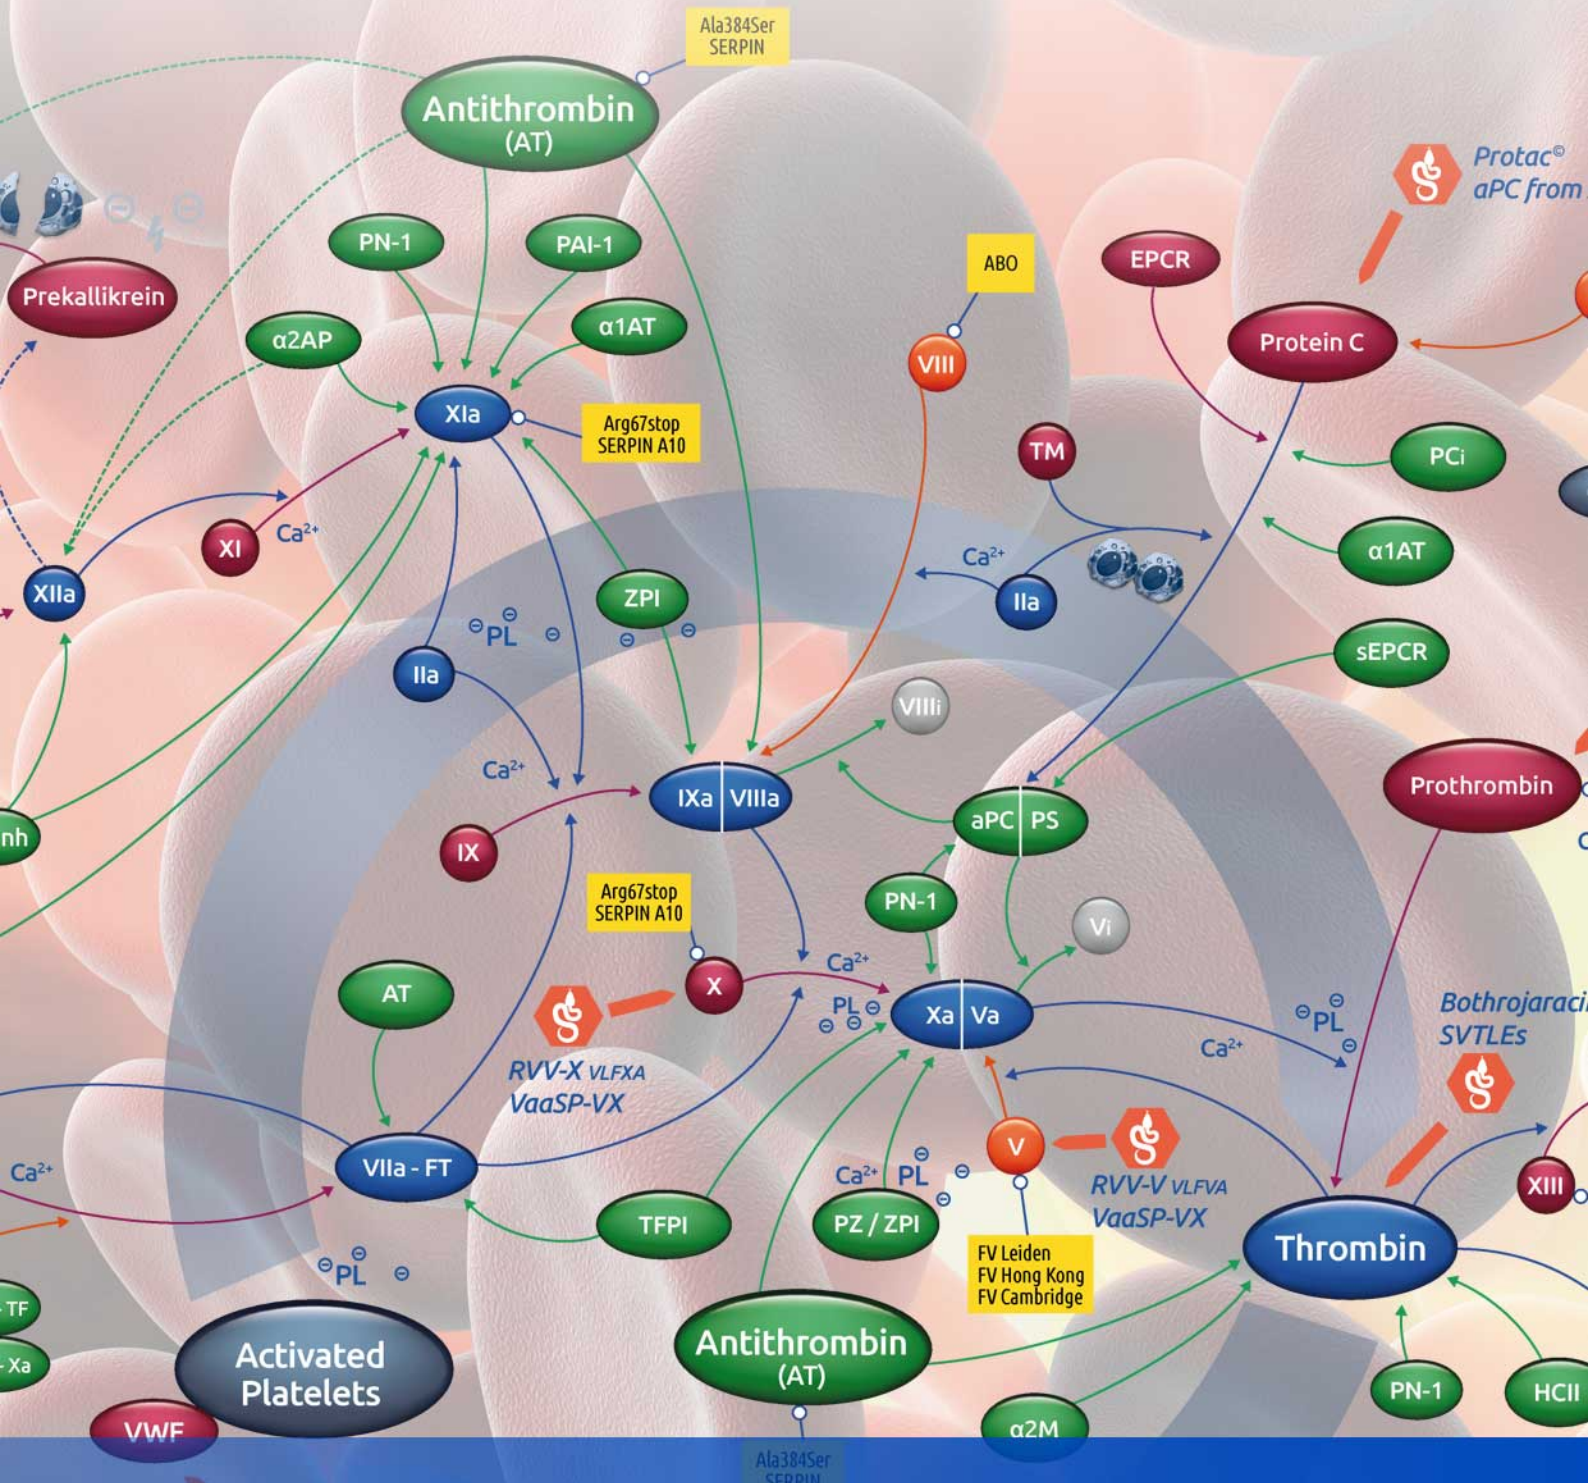 Ala384Ser
SERPIN
Antithrombin
(AT)
Protac©
aPC from
PN-1
PAI-1
ABO
EPCR
Prekallikrein
α2AP
α1AT
VIII
Protein C
XIa
Arg67stop
SERPIN A10
TM
PCi
XI
Ca²⁺
Ca²⁺
α1AT
XIIa
ZPI
IIa
⊖PL⊖
⊖
⊖
⊖
IIa
sEPCR
VIIIi
Ca²⁺
IXa VIIIa
Prothrombin
nh
IX
aPC PS
Arg67stop
SERPIN A10
PN-1
Vi
AT
X
Ca²⁺
PL⊖
⊖ ⊖
Xa Va
⊖PL⊖
⊖
Ca²⁺
Bothrojaraci
SVTLEs
RVV-X VLFXA
VaaSP-VX
V
Ca²⁺
VIIa - FT
Ca²⁺
PL⊖
⊖
⊖
RVV-V VLFVA
VaaSP-VX
XIII
TFPI
PZ / ZPI
Thrombin
FV Leiden
FV Hong Kong
FV Cambridge
⊖PL⊖
⊖
TF
Xa
Activated
Platelets
Antithrombin
(AT)
PN-1
HCII
VWF
α2M
Ala384Ser
SERPIN